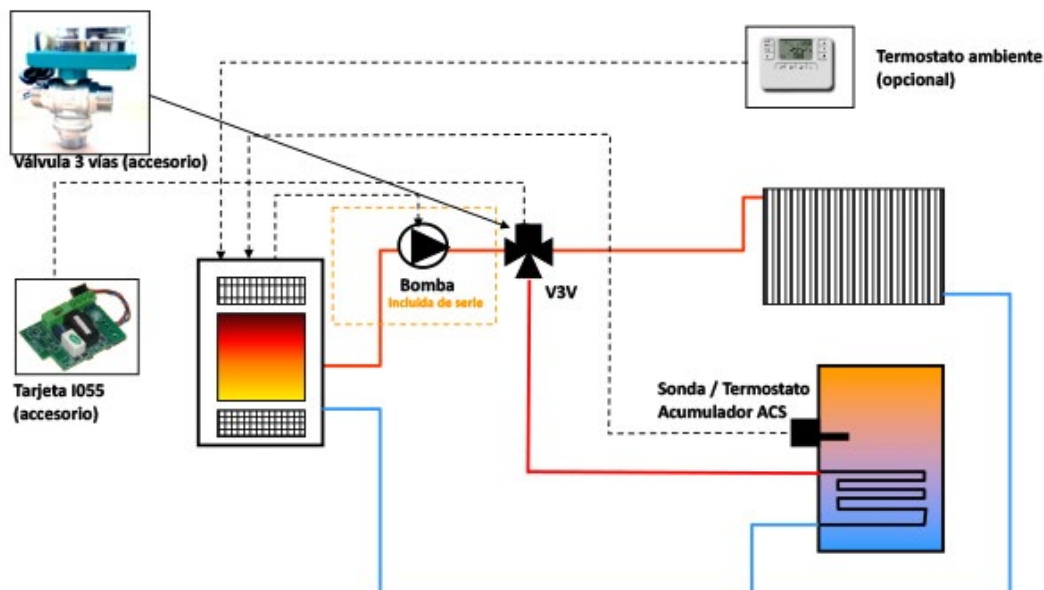 Termostato ambiente
(opcional)
Válvula 3 vías (accesorio)
Bomba
incluida de serie
V3V
Tarjeta I055
(accesorio)
Sonda / Termostato
Acumulador ACS